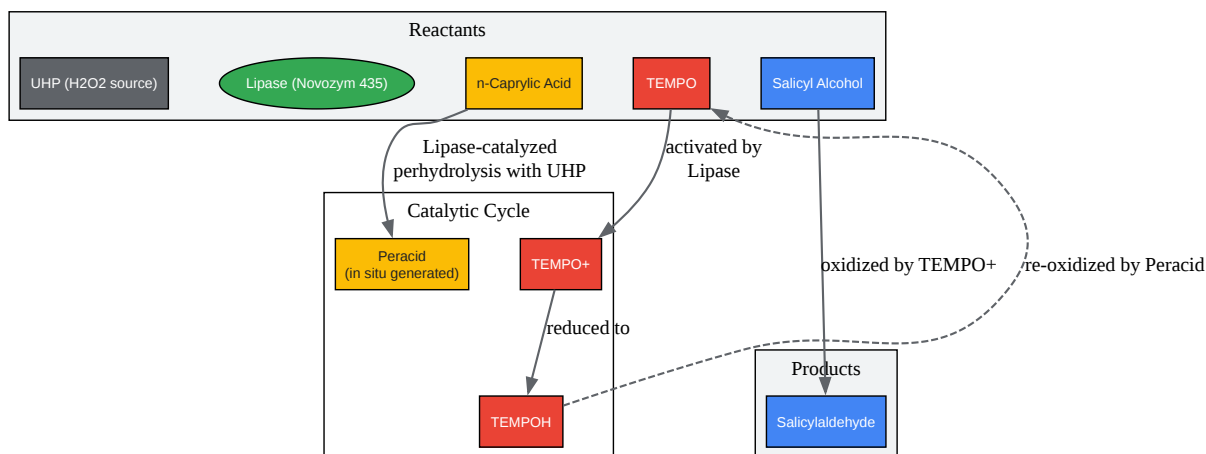 Reactants
UHP (H2O2 source)
Lipase (Novozym 435)
n-Caprylic Acid
TEMPO
Salicyl Alcohol
Lipase-catalyzed
perhydrolysis with UHP
activated by
Lipase
Catalytic Cycle
Peracid
(in situ generated)
TEMPO+
oxidized by TEMPO+
re-oxidized by Peracid
reduced to
Products
TEMPOH
Salicylaldehyde